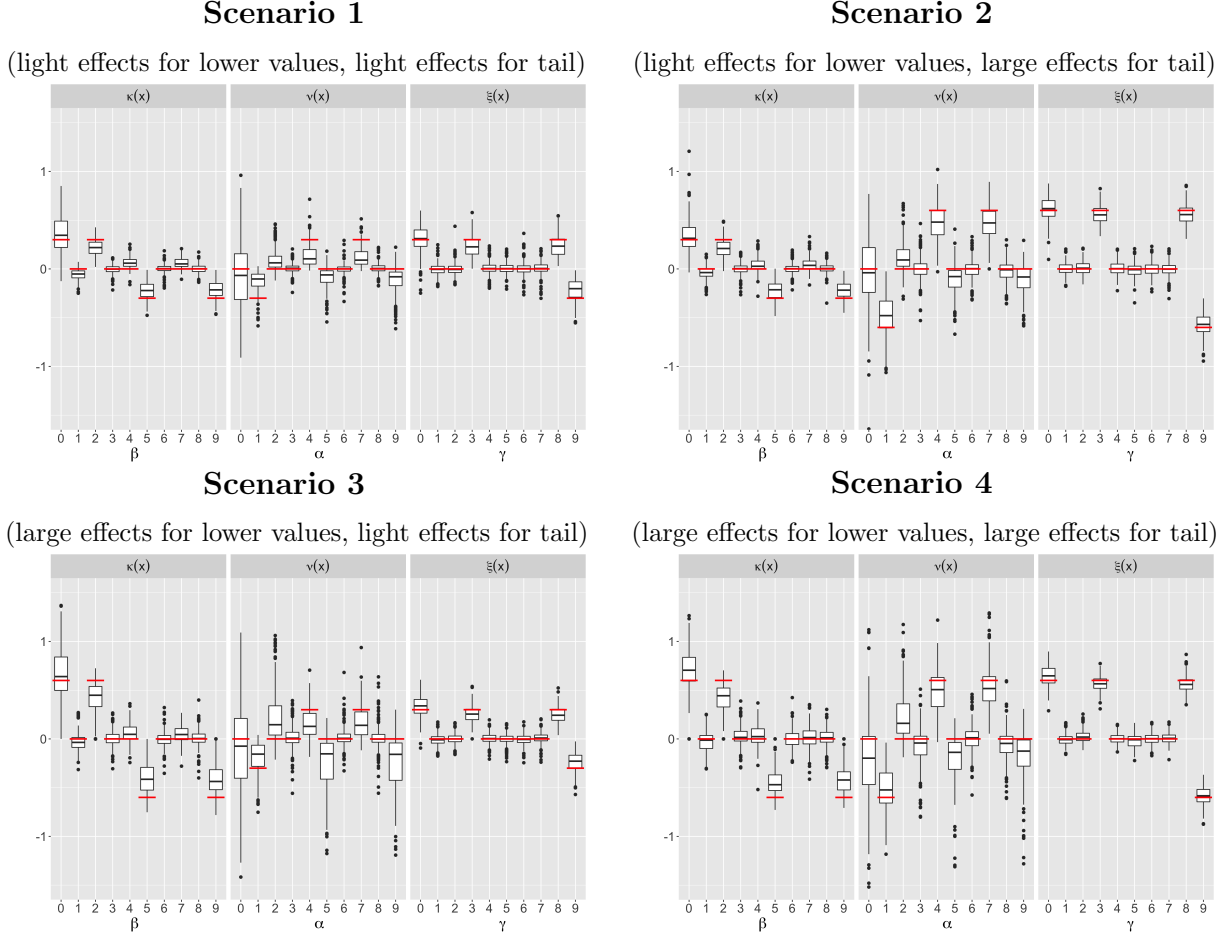 Scenario 1
(light effects for lower values, light effects for tail)
κ(x) ν(x) ξ(x)
1
0
-1
0 1 2 3 4 5 6 7 8 9 0 1 2 3 4 5 6 7 8 9 0 1 2 3 4 5 6 7 8 9
β α γ
Scenario 2
(light effects for lower values, large effects for tail)
κ(x) ν(x) ξ(x)
1
0
-1
0 1 2 3 4 5 6 7 8 9 0 1 2 3 4 5 6 7 8 9 0 1 2 3 4 5 6 7 8 9
β α γ
Scenario 3
(large effects for lower values, light effects for tail)
κ(x) ν(x) ξ(x)
1
0
-1
0 1 2 3 4 5 6 7 8 9 0 1 2 3 4 5 6 7 8 9 0 1 2 3 4 5 6 7 8 9
β α γ
Scenario 4
(large effects for lower values, large effects for tail)
κ(x) ν(x) ξ(x)
1
0
-1
0 1 2 3 4 5 6 7 8 9 0 1 2 3 4 5 6 7 8 9 0 1 2 3 4 5 6 7 8 9
β α γ